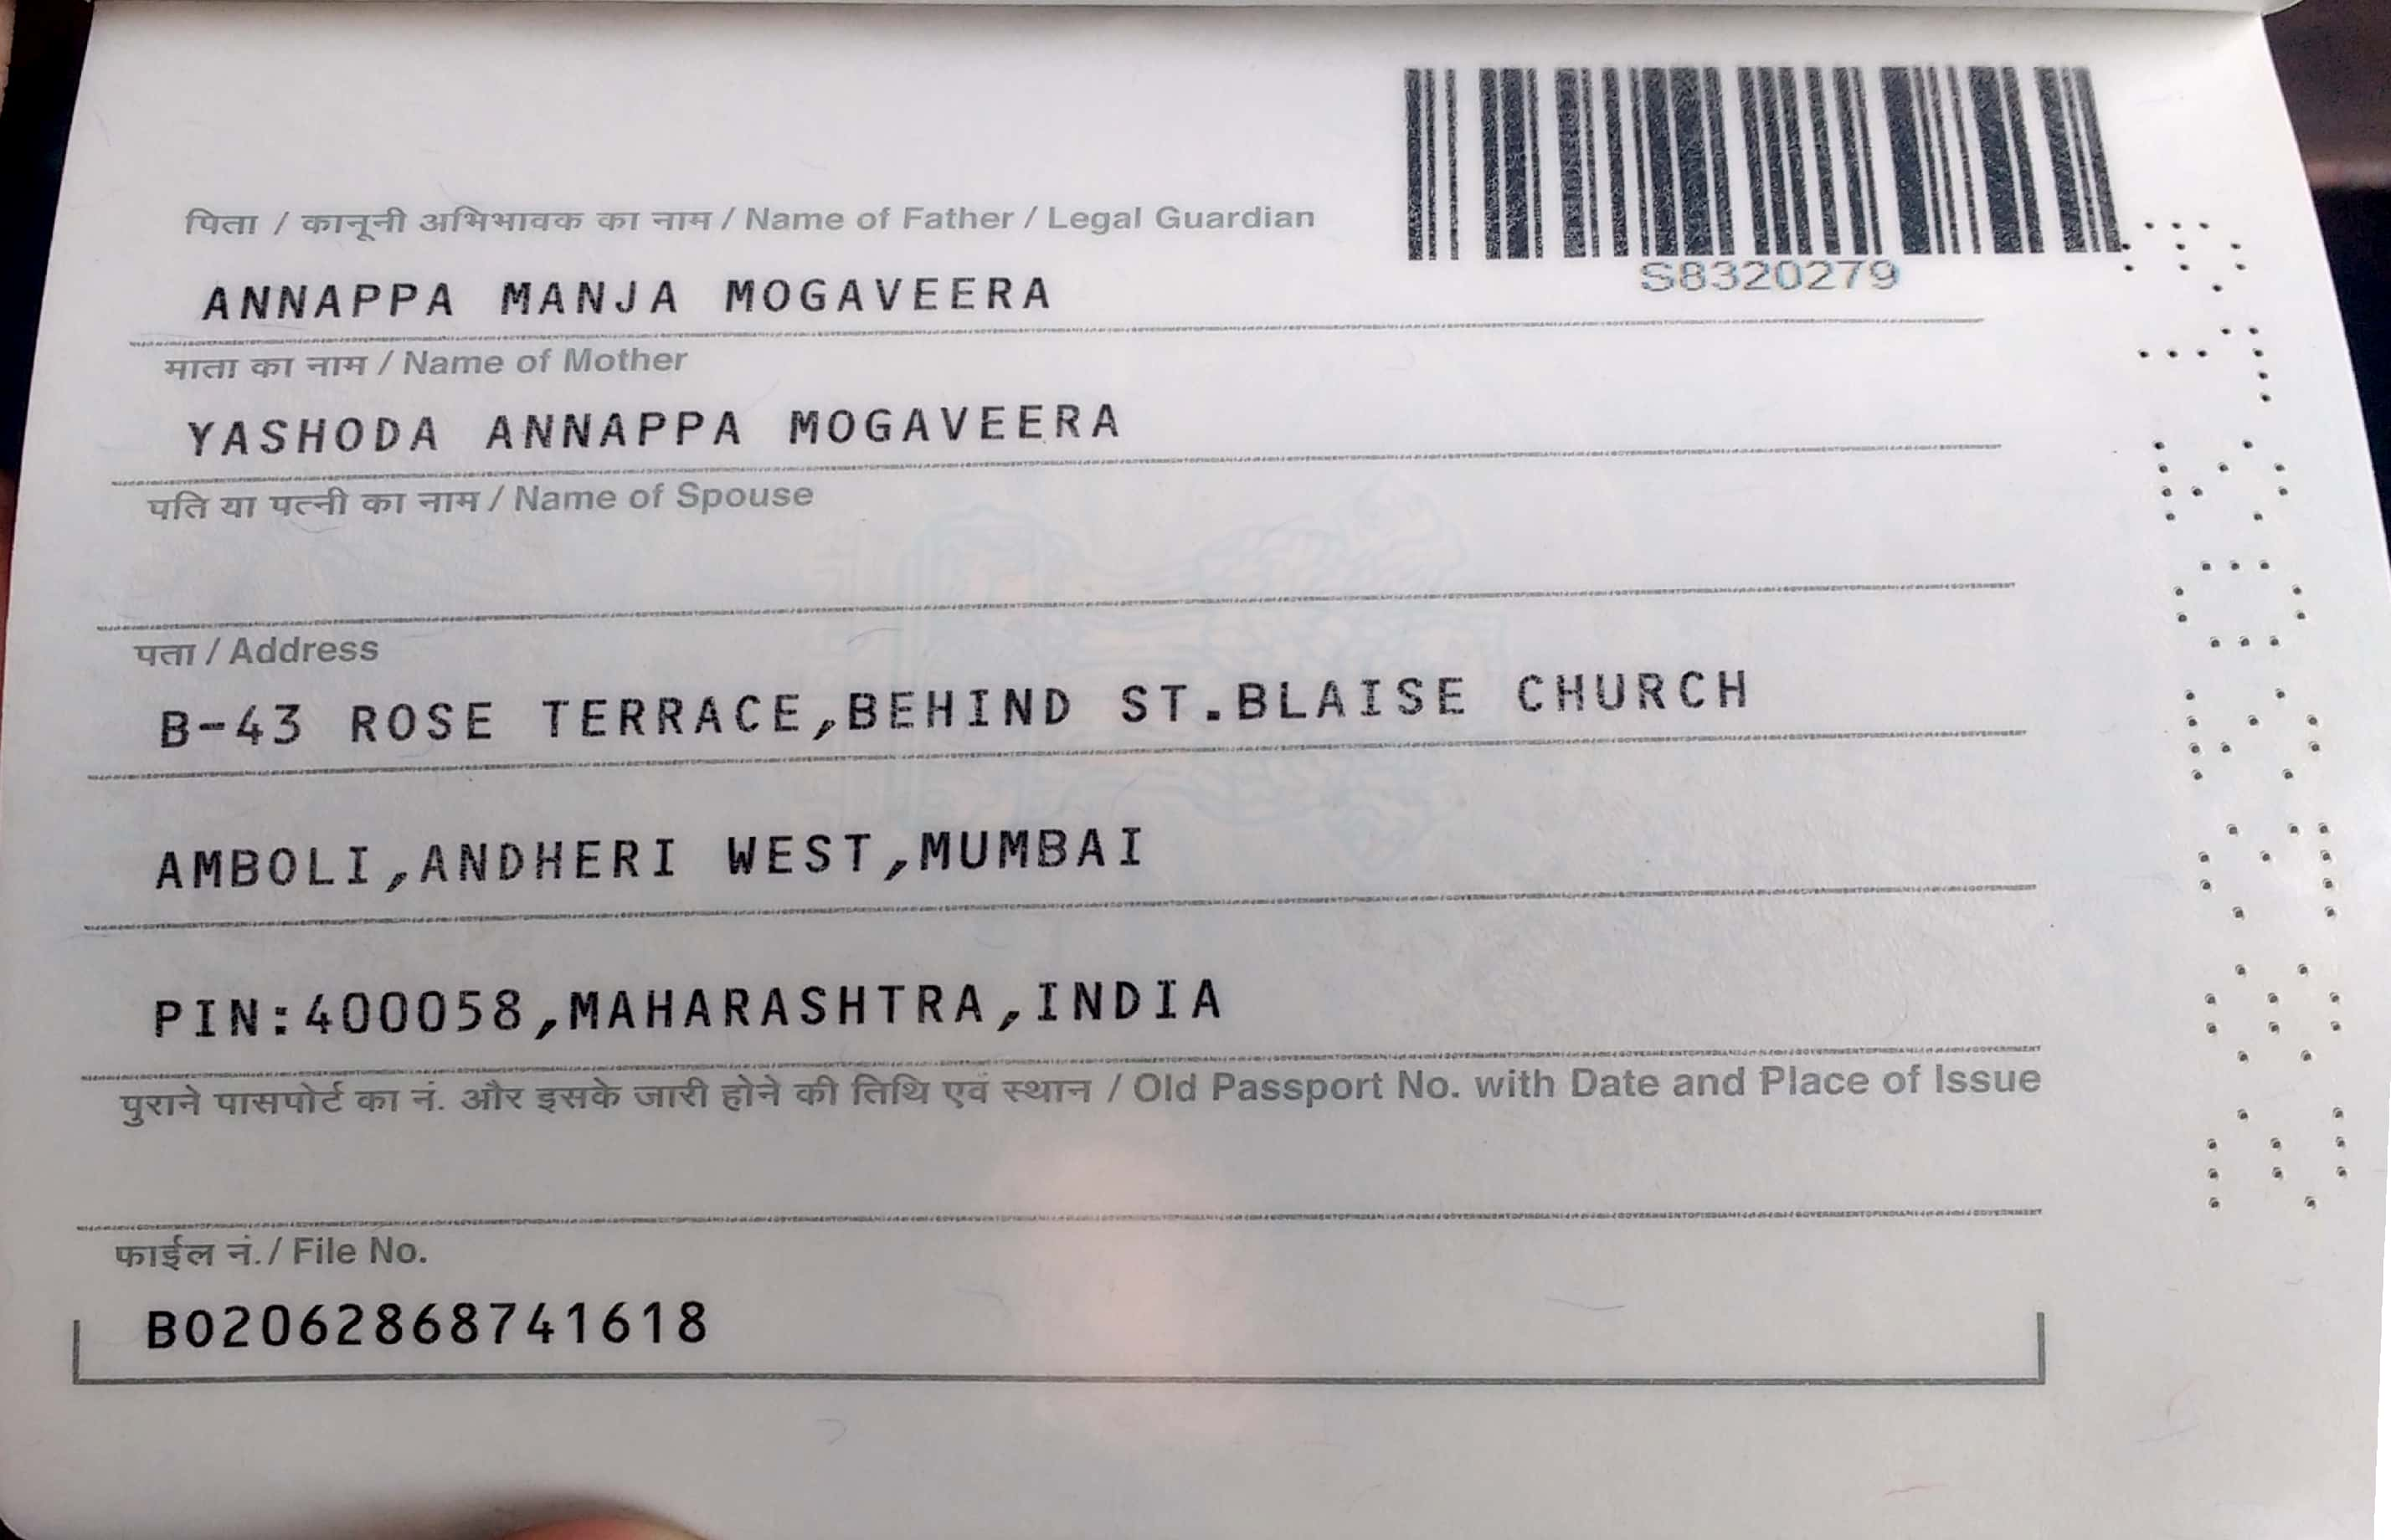 S8320279
पिता / कानूनी अभिभावक का नाम / Name of Father / Legal Guardian
ANNAPPA MANJA MOGAVEERA
माता का नाम / Name of Mother
YASHODA ANNAPPA MOGAVEERA
पति या पत्नी का नाम / Name of Spouse
पता / Address
B-43 ROSE TERRACE,BEHIND ST.BLAISE CHURCH
AMBOLI,ANDHERI WEST,MUMBAI
PIN:400058,MAHARASHTRA,INDIA
पुराने पासपोर्ट का नं. और इसके जारी होने की तिथि एवं स्थान / Old Passport No. with Date and Place of Issue
फाईल नं. / File No.
B02062868741618